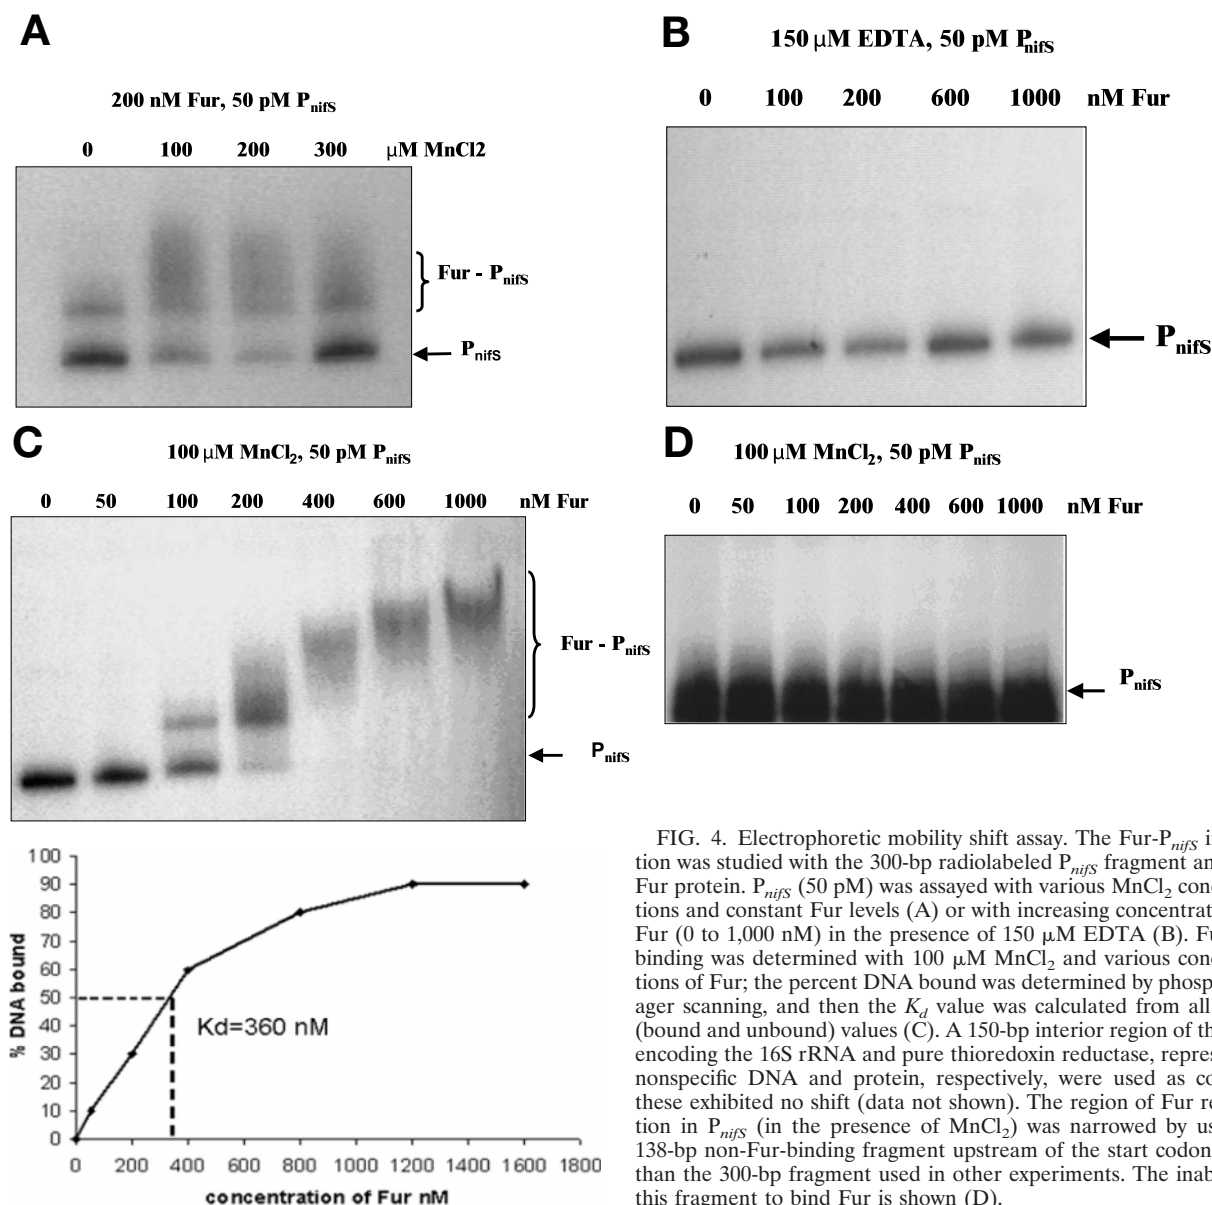 A
200 nM Fur, 50 pM PnifS
0 100 200 300 µM MnCl2
Fur - PnifS
PnifS
B
150 µM EDTA, 50 pM PnifS
0 100 200 600 1000 nM Fur
PnifS
C
100 µM MnCl2, 50 pM PnifS
0 50 100 200 400 600 1000 nM Fur
Fur - PnifS
PnifS
D
100 µM MnCl2, 50 pM PnifS
0 50 100 200 400 600 1000 nM Fur
PnifS
% DNA bound
100
90
80
70
60
50
40
30
20
10
0
Kd=360 nM
0 200 400 600 800 1000 1200 1400 1600 1800
concentration of Fur nM
FIG. 4. Electrophoretic mobility shift assay. The Fur-PnifS in
tion was studied with the 300-bp radiolabeled PnifS fragment an
Fur protein. PnifS (50 pM) was assayed with various MnCl2 conc
tions and constant Fur levels (A) or with increasing concentrat
Fur (0 to 1,000 nM) in the presence of 150 µM EDTA (B). Fu
binding was determined with 100 µM MnCl2 and various conc
tions of Fur; the percent DNA bound was determined by phosp
ager scanning, and then the Kd value was calculated from all
(bound and unbound) values (C). A 150-bp interior region of th
encoding the 16S rRNA and pure thioredoxin reductase, repres
nonspecific DNA and protein, respectively, were used as co
these exhibited no shift (data not shown). The region of Fur re
tion in PnifS (in the presence of MnCl2) was narrowed by us
138-bp non-Fur-binding fragment upstream of the start codon
than the 300-bp fragment used in other experiments. The inab
this fragment to bind Fur is shown (D).